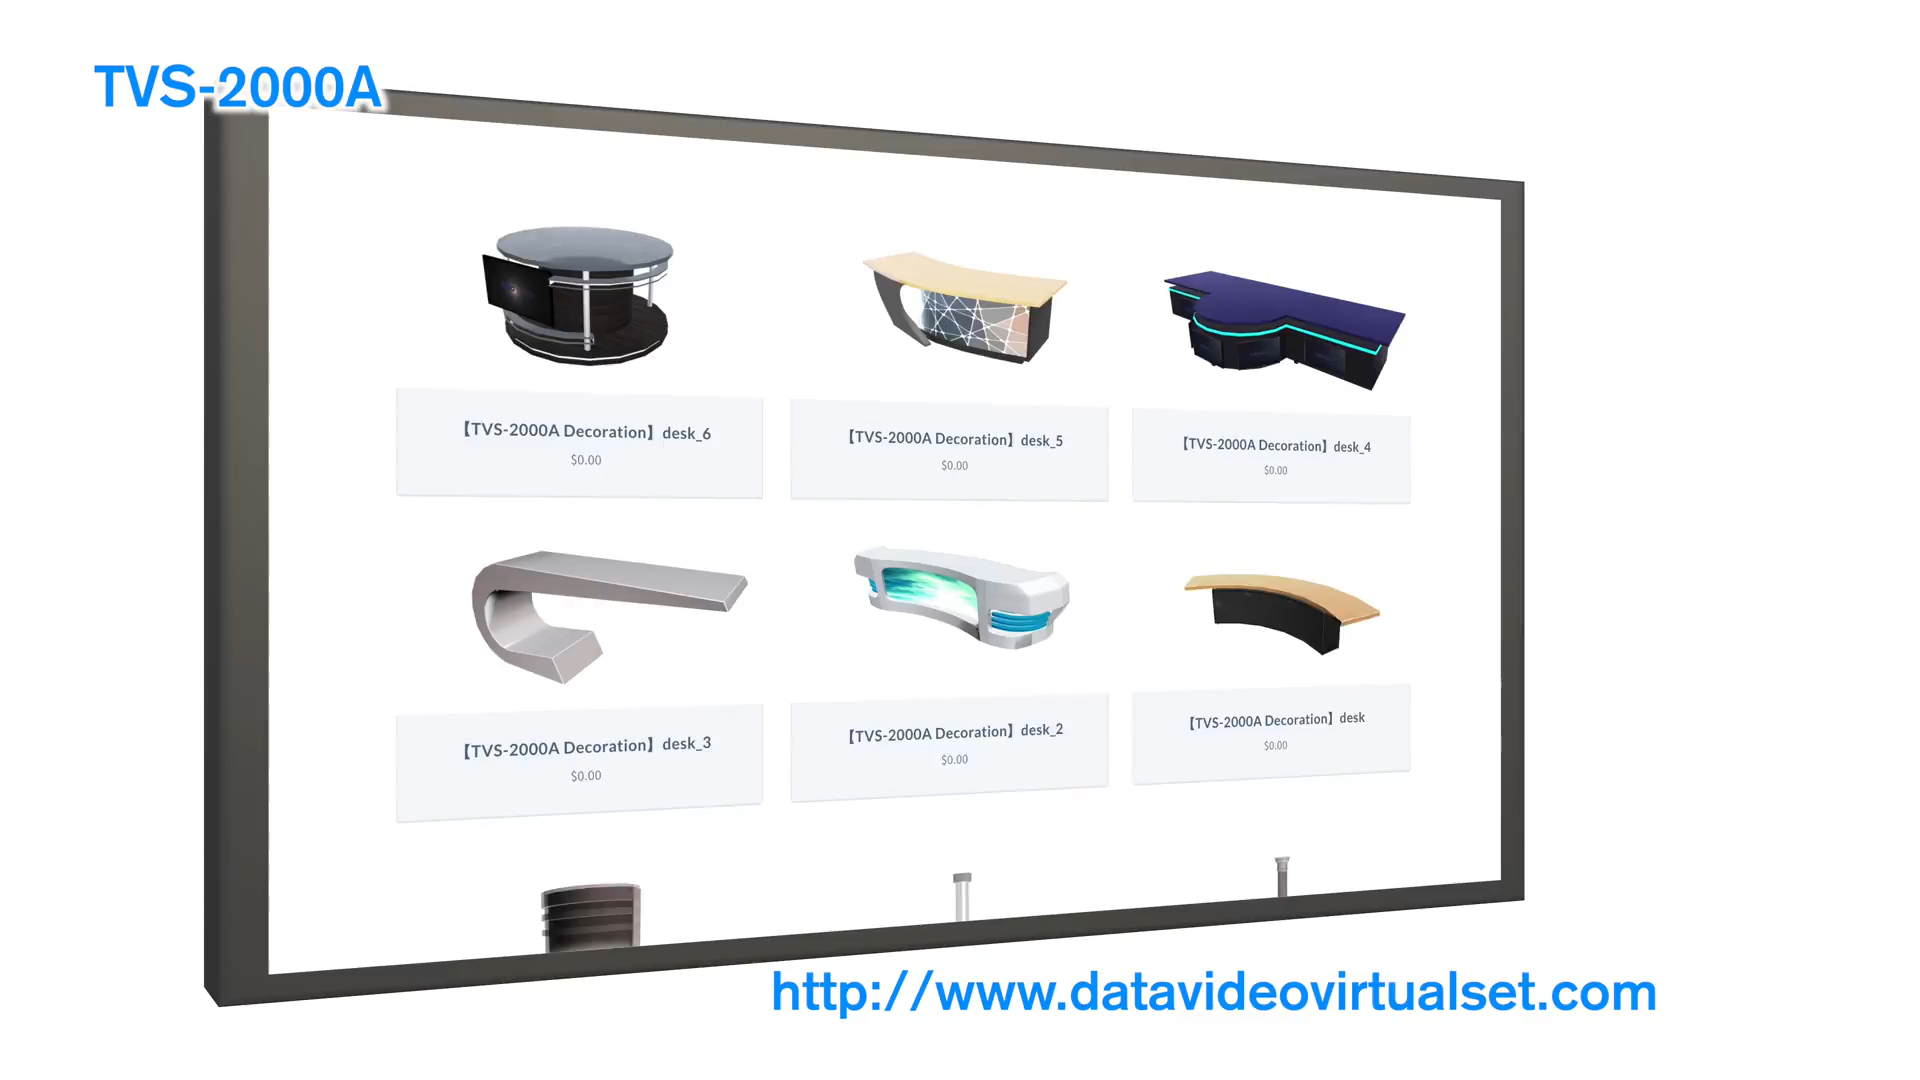 TVS-2000A
【TVS-2000A Decoration】desk_6
$0.00
【TVS-2000A Decoration】desk_5
$0.00
【TVS-2000A Decoration】desk_4
$0.00
【TVS-2000A Decoration】desk_3
$0.00
【TVS-2000A Decoration】desk_2
$0.00
【TVS-2000A Decoration】desk
$0.00
http://www.datavideovirtualset.com